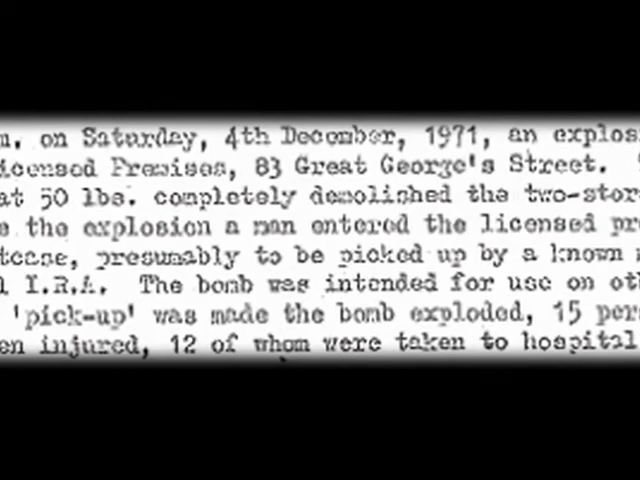 m. on Saturday, 4th December, 1971, an explos
icensed Premises, 83 Great George's Street.
at 50 lbs. completely demolished the two-stor
e the explosion a man entered the licensed pr
tcase, presumably to be picked up by a known
l I.R.A. The bomb was intended for use on ot
'pick-up' was made the bomb exploded, 15 pers
en injured, 12 of whom were taken to hospital